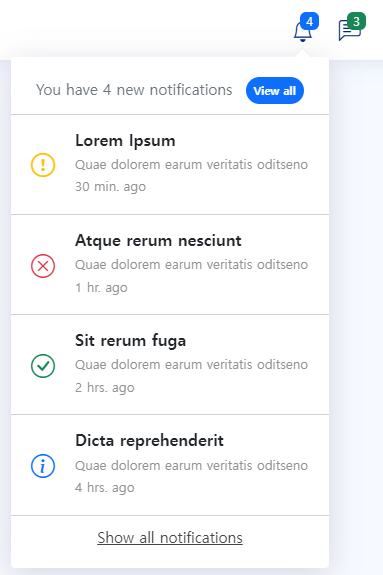 4
3
You have 4 new notifications View all
Lorem Ipsum
Quae dolorem earum veritatis oditseno
30 min. ago
Atque rerum nesciunt
Quae dolorem earum veritatis oditseno
1 hr. ago
Sit rerum fuga
Quae dolorem earum veritatis oditseno
2 hrs. ago
Dicta reprehenderit
Quae dolorem earum veritatis oditseno
4 hrs. ago
Show all notifications